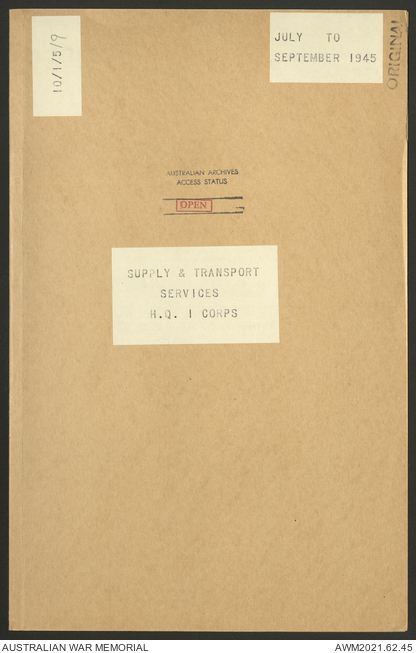 10/1/5/9
JULY TO
SEPTEMBER 1945
ORIGINAL
AUSTRALIAN ARCHIVES
ACCESS STATUS
OPEN
SUPPLY & TRANSPORT
SERVICES
H.Q. I CORPS
AUSTRALIAN WAR MEMORIAL
AWM2021.62.45